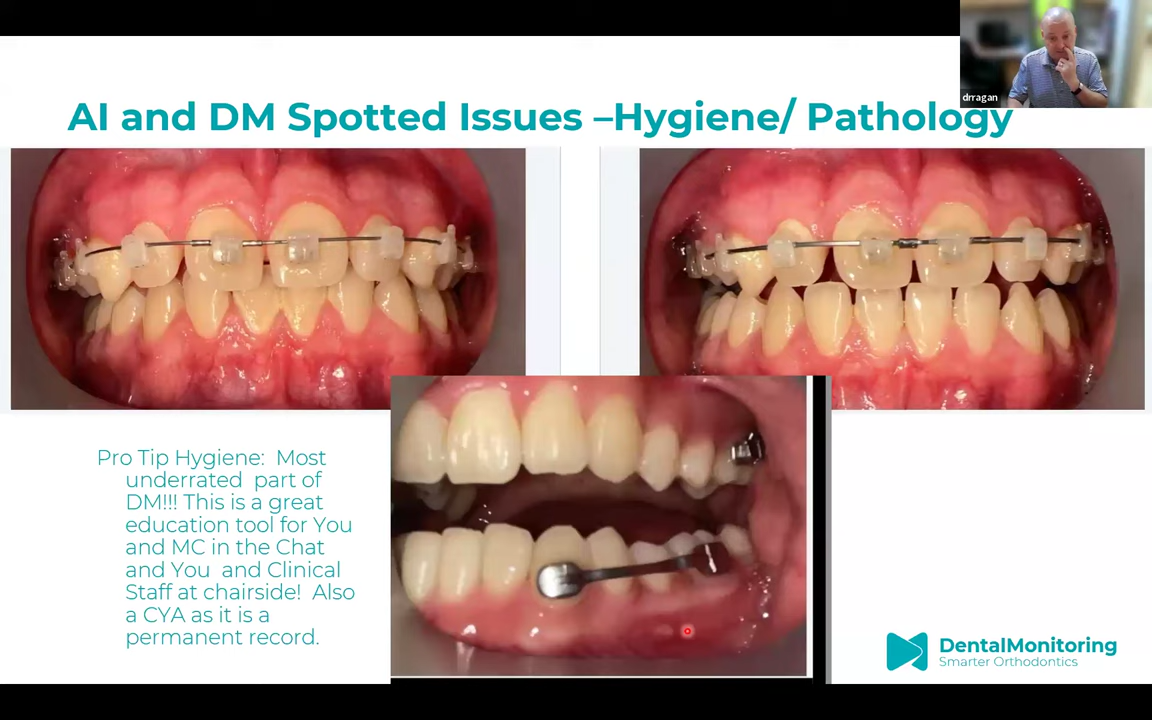 drragan
AI and DM Spotted Issues –Hygiene/ Pathology
Pro Tip Hygiene:  Most
underrated  part of
DM!!! This is a great
education tool for You
and MC in the Chat
and You  and Clinical
Staff at chairside!  Also
a CYA as it is a
permanent record.
DentalMonitoring
Smarter Orthodontics